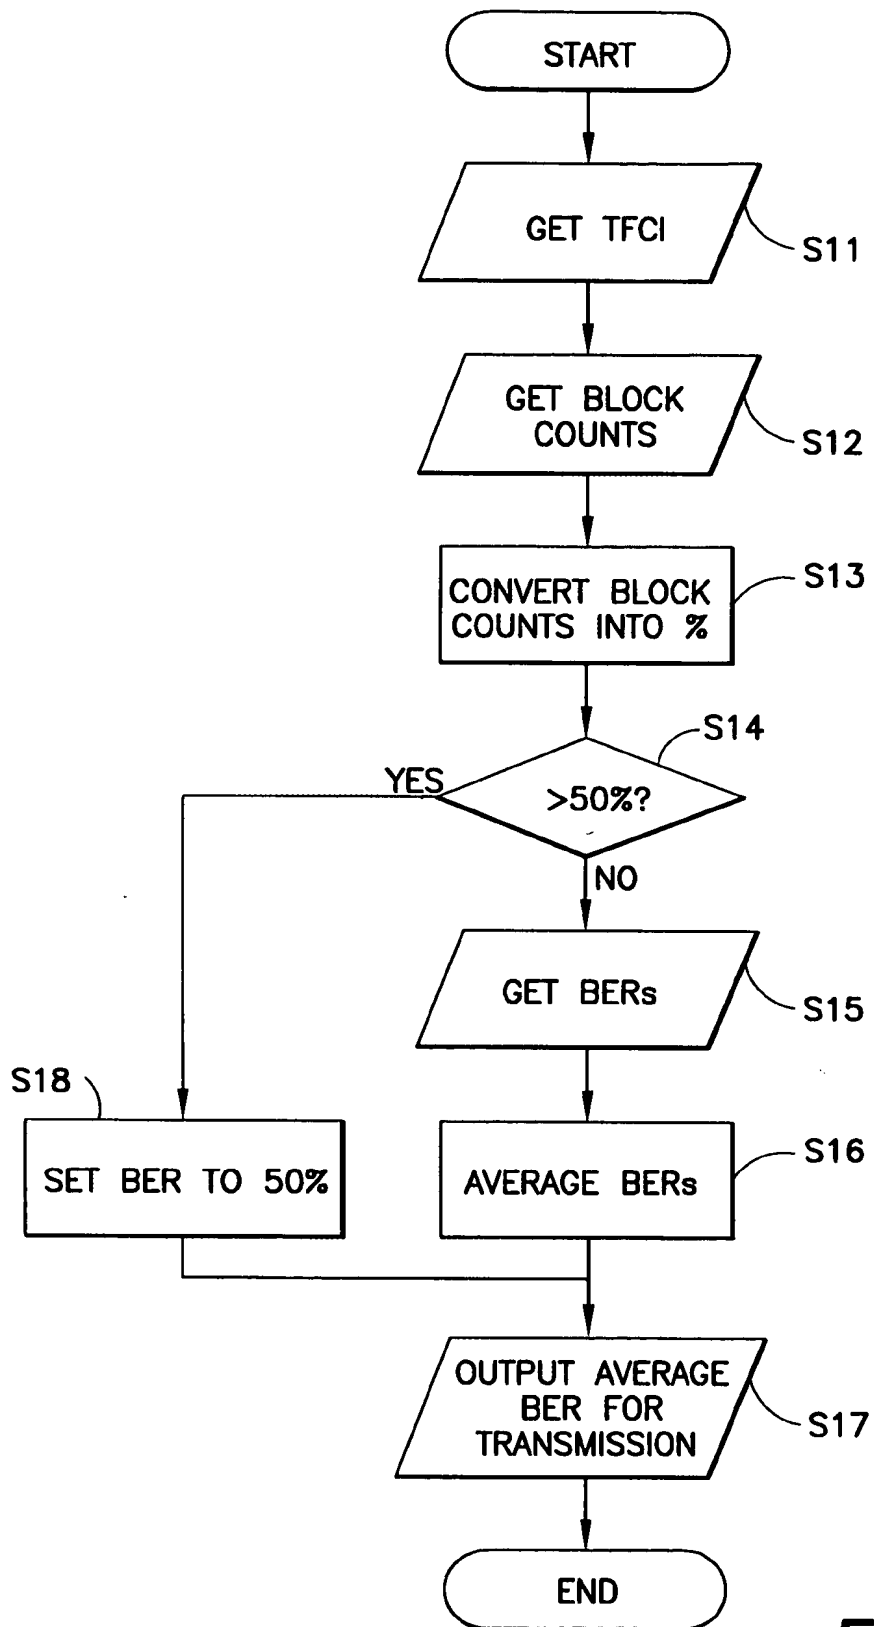 START
GET TFCI
S11
GET BLOCK
COUNTS
S12
CONVERT BLOCK
COUNTS INTO %
S13
S14
>50%?
YES
NO
GET BERs
S15
S18
SET BER TO 50%
AVERAGE BERs
S16
OUTPUT AVERAGE
BER FOR
TRANSMISSION
S17
END